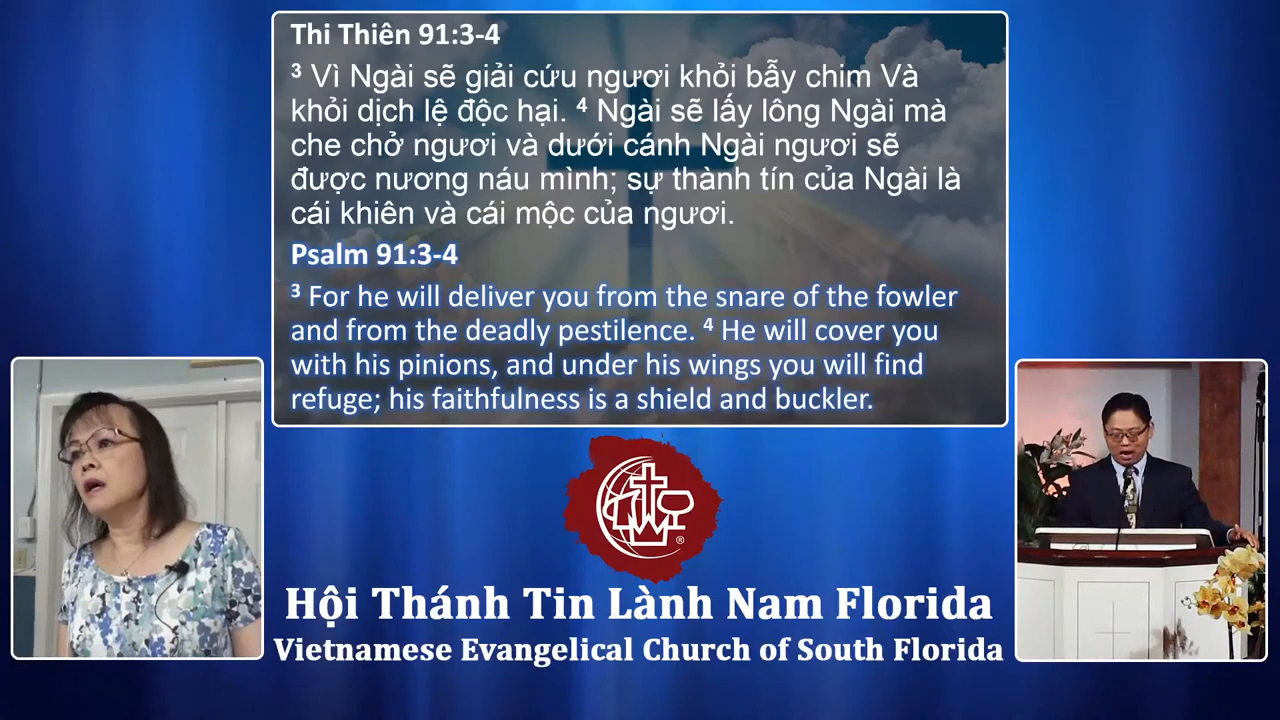 Thi Thiên 91:3-4
³ Vì Ngài sẽ giải cứu ngươi khỏi bẫy chim Và
khỏi dịch lệ độc hại. ⁴ Ngài sẽ lấy lông Ngài mà
che chở ngươi và dưới cánh Ngài ngươi sẽ
được nương náu mình; sự thành tín của Ngài là
cái khiên và cái mộc của ngươi.
Psalm 91:3-4
³ For he will deliver you from the snare of the fowler
and from the deadly pestilence. ⁴ He will cover you
with his pinions, and under his wings you will find
refuge; his faithfulness is a shield and buckler.
®
Hội Thánh Tin Lành Nam Florida
Vietnamese Evangelical Church of South Florida